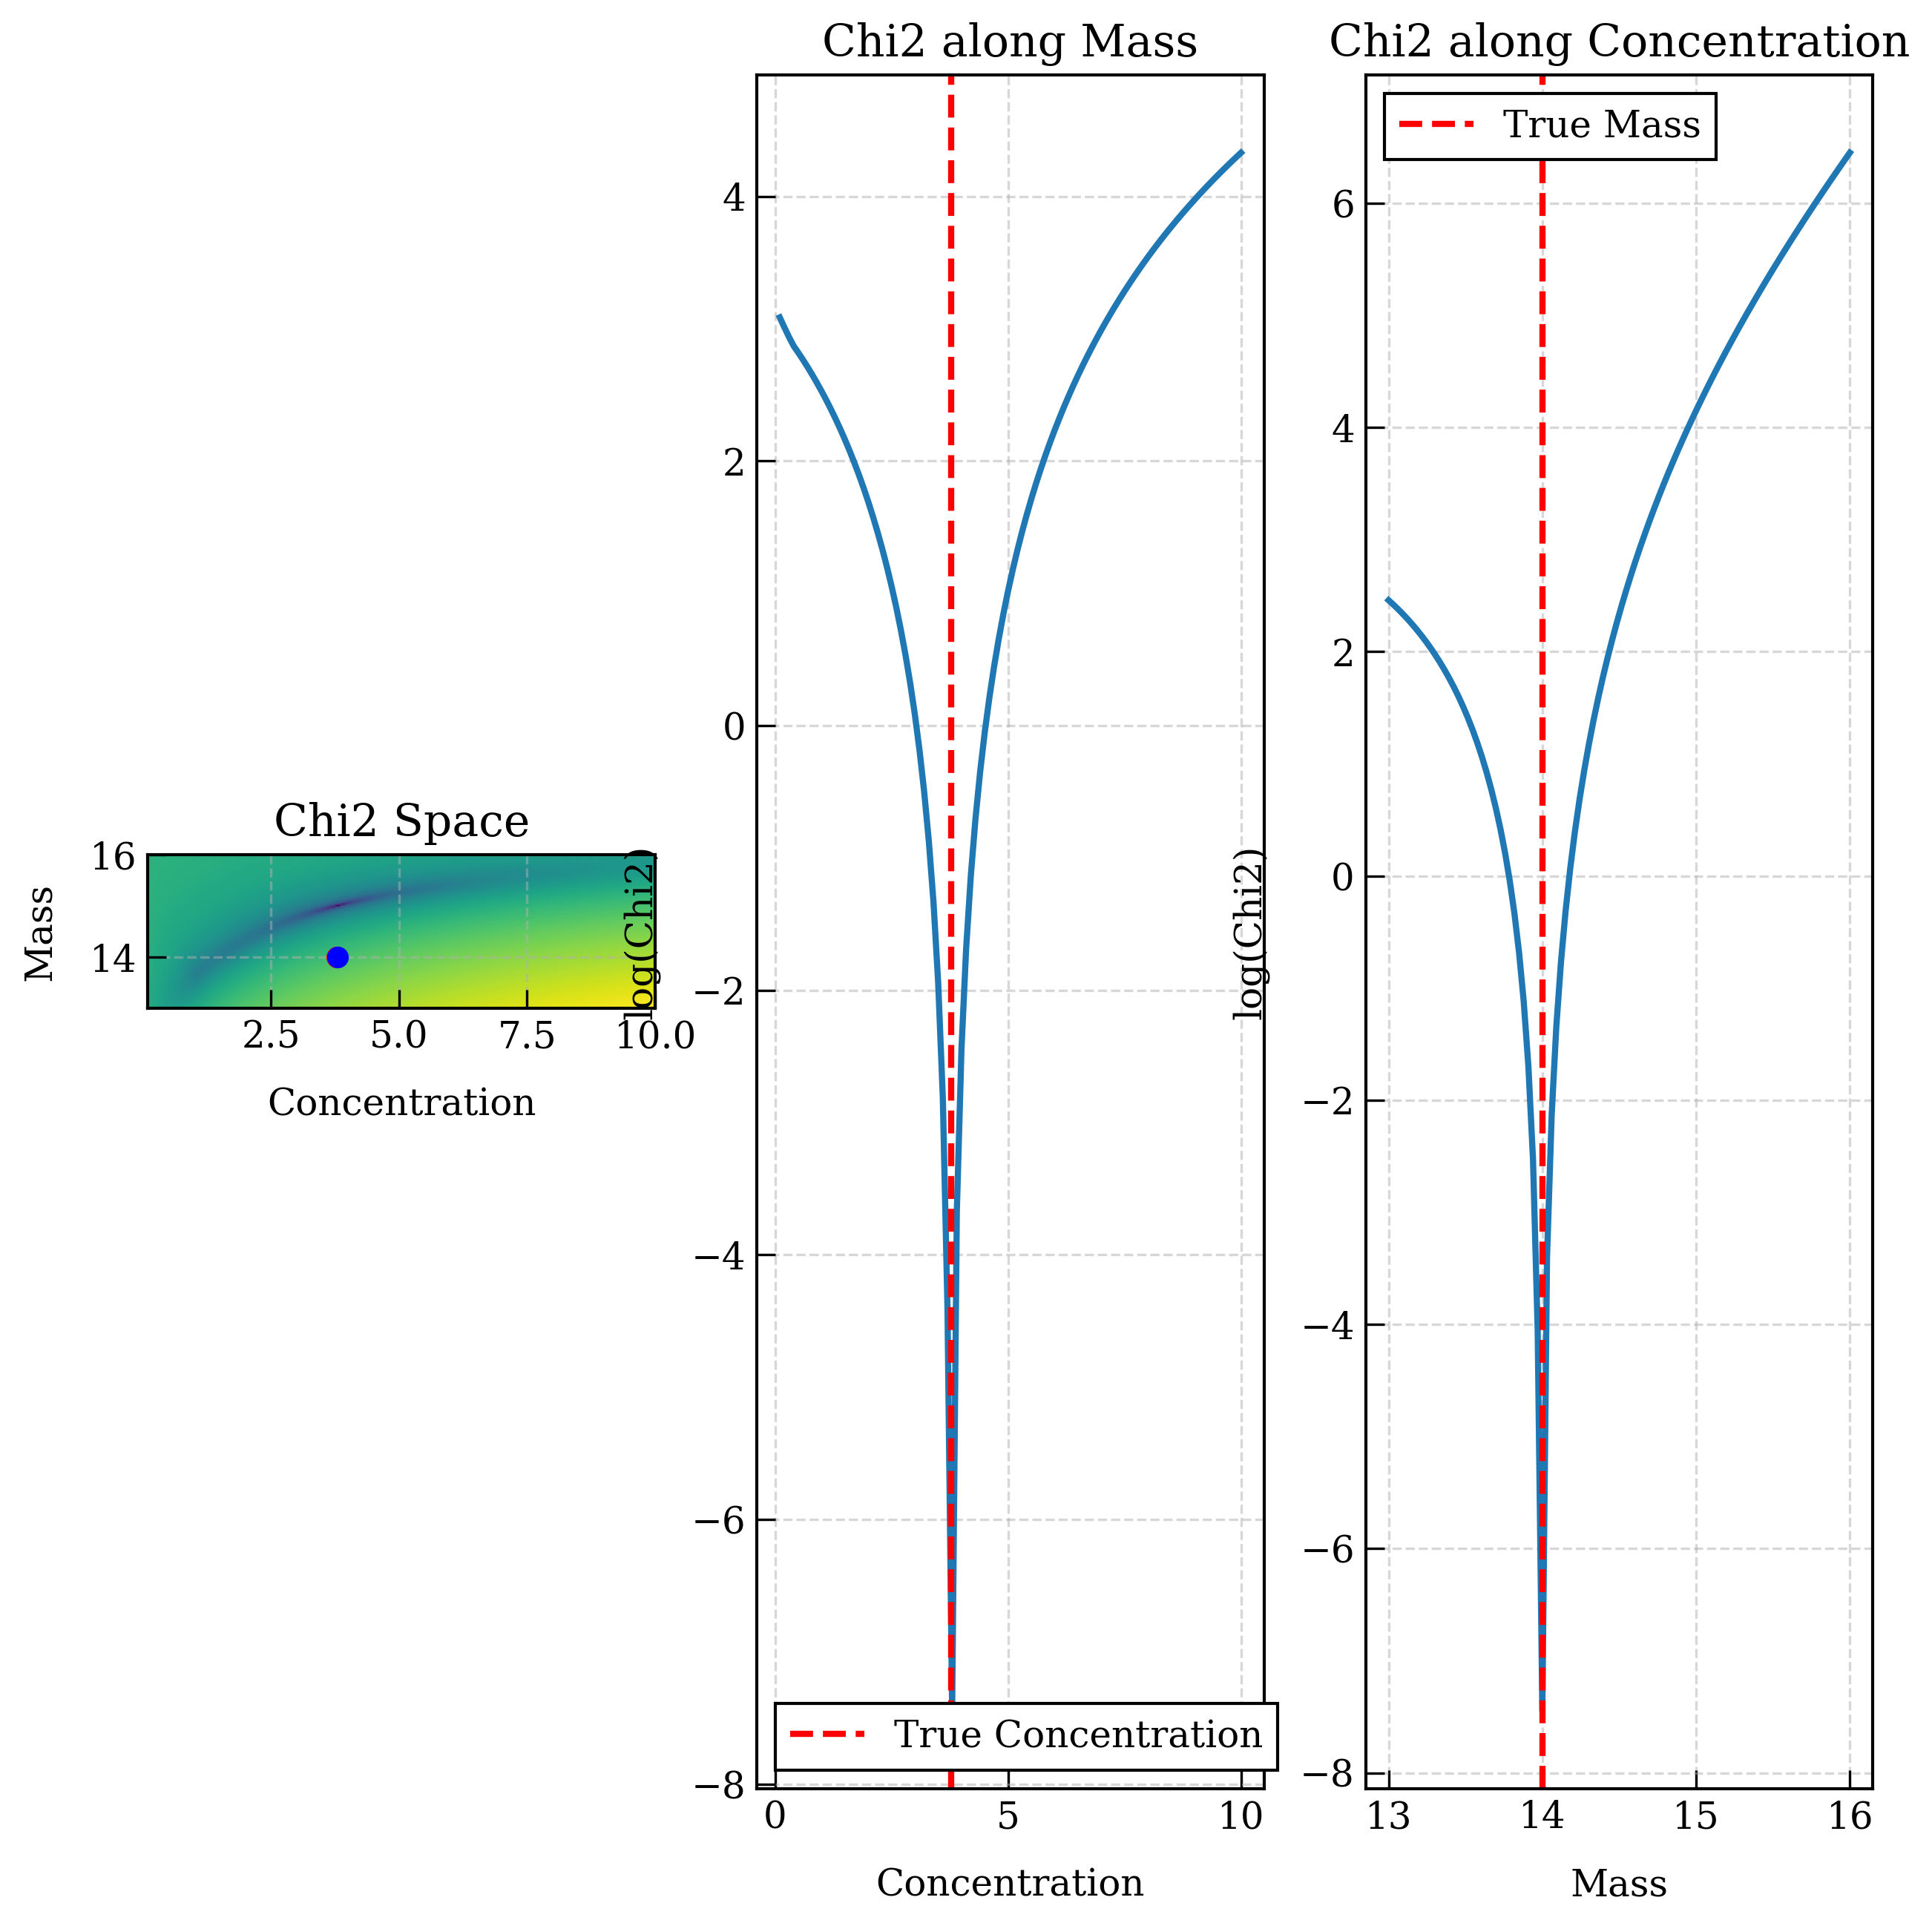 Chi2 Space
16
14
Mass
2.5 5.0 7.5 10.0
Concentration
Chi2 along Mass
log(Chi2)
4
2
0
−2
−4
−6
−8
True Concentration
0 5 10
Concentration
Chi2 along Concentration
log(Chi2)
True Mass
6
4
2
0
−2
−4
−6
−8
13 14 15 16
Mass